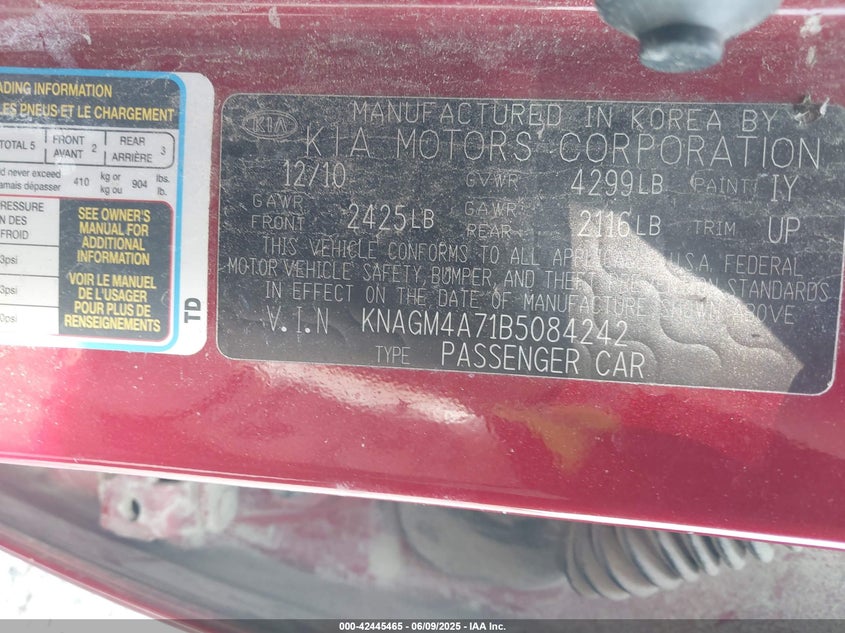 ADING INFORMATION
LES PNEUS ET LE CHARGEMENT
TOTAL 5 FRONT AVANT 2 REAR ARRIÈRE 3
d never exceed
amais dépasser 410 kg or kg ou 904 lbs. lb.
PRESSURE
N DES
FROID
3psi
3psi
0psi
SEE OWNER'S
MANUAL FOR
ADDITIONAL
INFORMATION
VOIR LE MANUEL
DE L'USAGER
POUR PLUS DE
RENSEIGNEMENTS
TD
KIA
MANUFACTURED IN KOREA BY
KIA MOTORS CORPORATION
12/10 GVWR 4299LB PAINT IY
GAWR FRONT 2425LB GAWR REAR 2116LB TRIM UP
THIS VEHICLE CONFORMS TO ALL U.S.A. FEDERAL
MOTOR VEHICLE SAFETY, BUMPER, AND STANDARDS
IN EFFECT ON THE DATE OF MANUFACTURE ABOVE
V.I.N KNAGM4A71B5084242
TYPE PASSENGER CAR
000-42445465 - 06/09/2025 - IAA Inc.